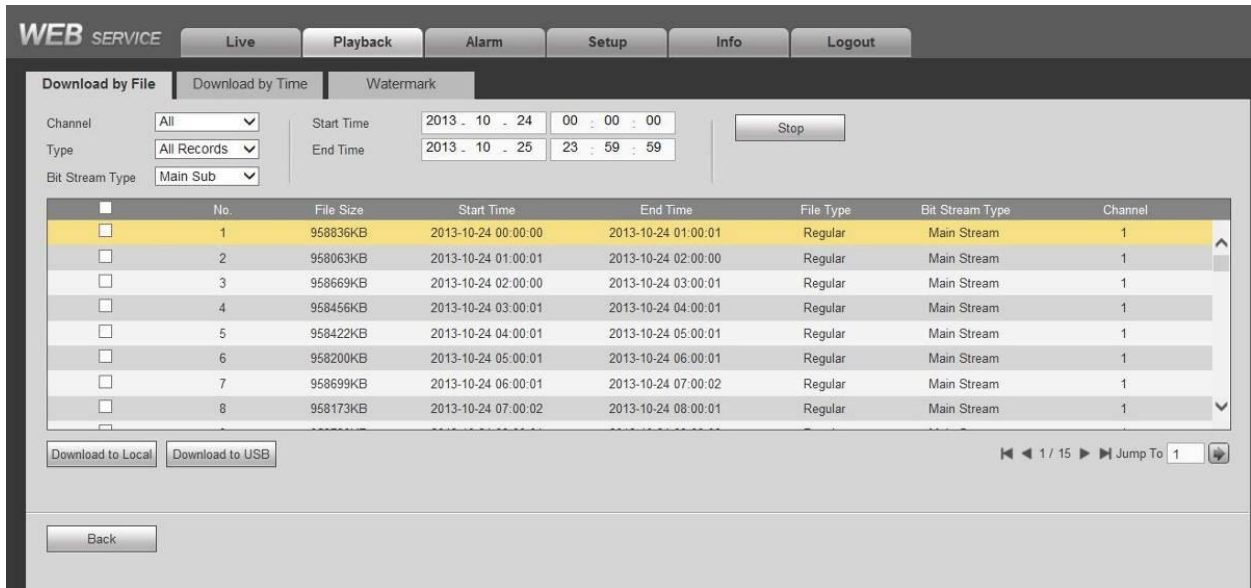 WEB SERVICE Live Playback Alarm Setup Info Logout
Download by File Download by Time Watermark
Channel All Start Time 2013 - 10 - 24 00 : 00 : 00 Stop
Type All Records End Time 2013 - 10 - 25 23 : 59 : 59
Bit Stream Type Main Sub
No. File Size Start Time End Time File Type Bit Stream Type Channel
1 958836KB 2013-10-24 00:00:00 2013-10-24 01:00:01 Regular Main Stream 1
2 958063KB 2013-10-24 01:00:01 2013-10-24 02:00:00 Regular Main Stream 1
3 958669KB 2013-10-24 02:00:00 2013-10-24 03:00:01 Regular Main Stream 1
4 958456KB 2013-10-24 03:00:01 2013-10-24 04:00:01 Regular Main Stream 1
5 958422KB 2013-10-24 04:00:01 2013-10-24 05:00:01 Regular Main Stream 1
6 958200KB 2013-10-24 05:00:01 2013-10-24 06:00:01 Regular Main Stream 1
7 958699KB 2013-10-24 06:00:01 2013-10-24 07:00:02 Regular Main Stream 1
8 958173KB 2013-10-24 07:00:02 2013-10-24 08:00:01 Regular Main Stream 1
Download to Local Download to USB 1 / 15 Jump To 1
Back